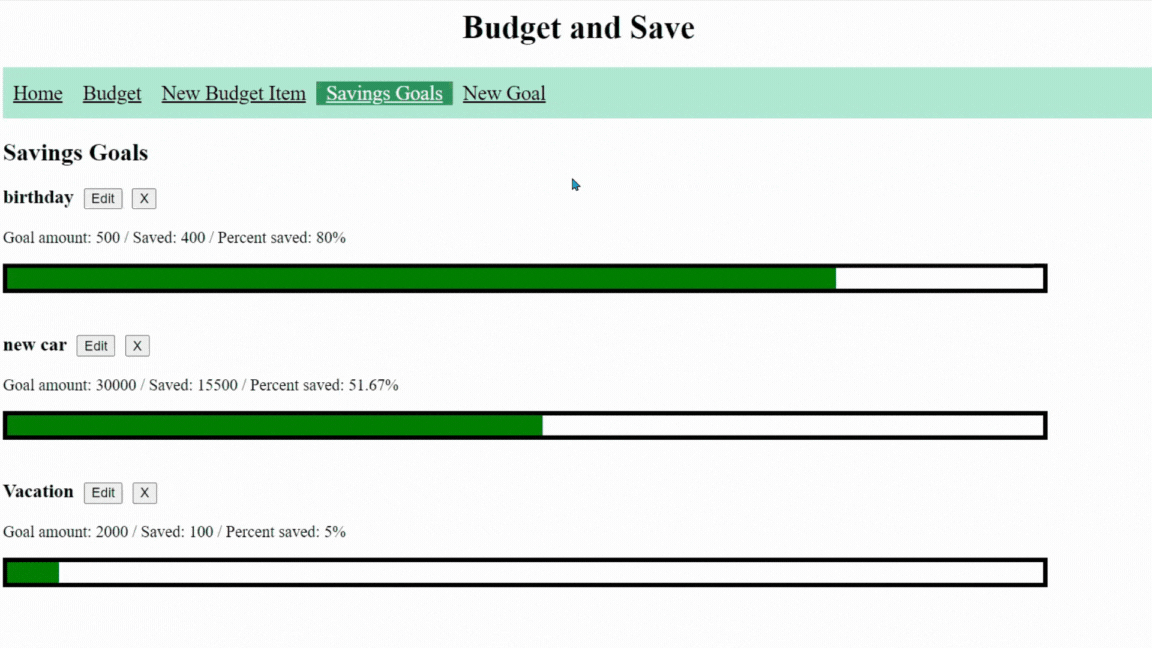 Budget and Save
Home Budget New Budget Item Savings Goals New Goal
Savings Goals
birthday Edit X
Goal amount: 500 / Saved: 400 / Percent saved: 80%
new car Edit X
Goal amount: 30000 / Saved: 15500 / Percent saved: 51.67%
Vacation Edit X
Goal amount: 2000 / Saved: 100 / Percent saved: 5%